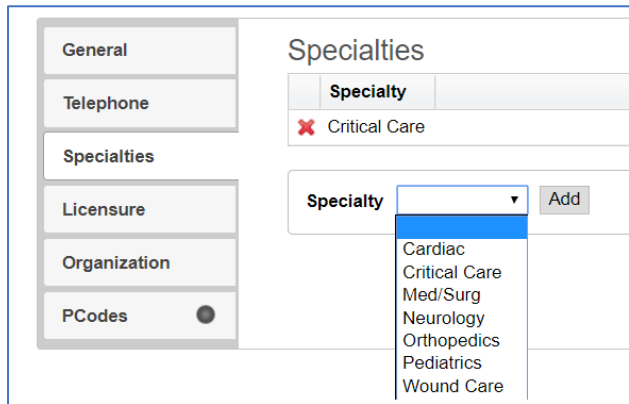 General
Telephone
Specialties
Licensure
Organization
PCodes
Specialties
Specialty
Critical Care
Specialty Add
Cardiac
Critical Care
Med/Surg
Neurology
Orthopedics
Pediatrics
Wound Care